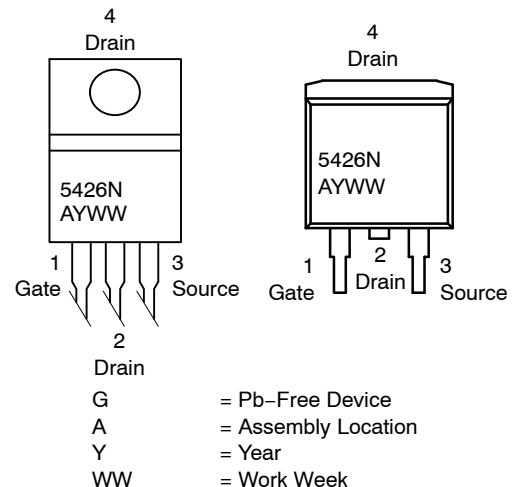 4
Drain
5426N
AYWW
1
Gate
3
Source
2
Drain
4
Drain
5426N
AYWW
1
Gate
2
Drain
3
Source
G = Pb−Free Device
A = Assembly Location
Y = Year
WW = Work Week